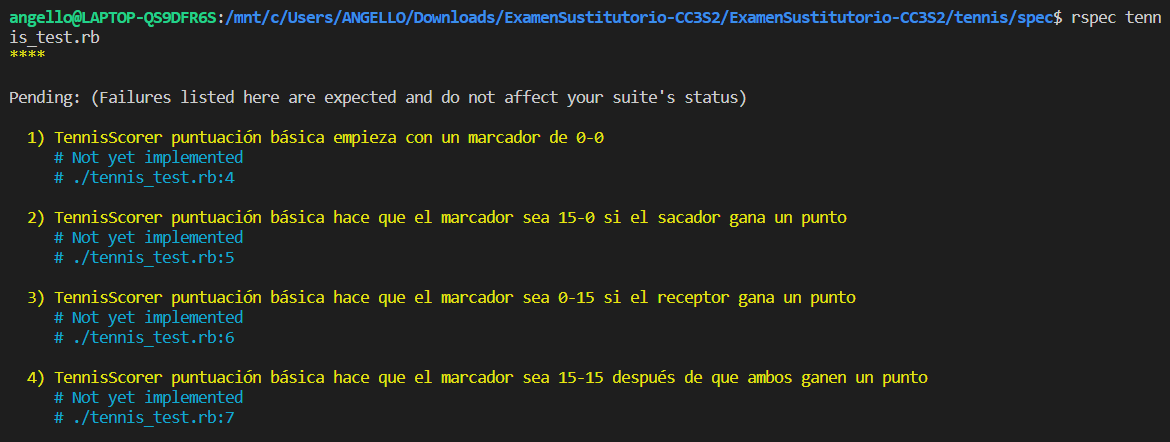 angello@LAPTOP-QS9DFR6S:/mnt/c/Users/ANGELLO/Downloads/ExamenSustitutorio-CC3S2/ExamenSustitutorio-CC3S2/tennis/spec$ rspec tenn
is_test.rb
****
Pending: (Failures listed here are expected and do not affect your suite's status)
1) TennisScorer puntuación básica empieza con un marcador de 0-0
# Not yet implemented
# ./tennis_test.rb:4
2) TennisScorer puntuación básica hace que el marcador sea 15-0 si el sacador gana un punto
# Not yet implemented
# ./tennis_test.rb:5
3) TennisScorer puntuación básica hace que el marcador sea 0-15 si el receptor gana un punto
# Not yet implemented
# ./tennis_test.rb:6
4) TennisScorer puntuación básica hace que el marcador sea 15-15 después de que ambos ganen un punto
# Not yet implemented
# ./tennis_test.rb:7